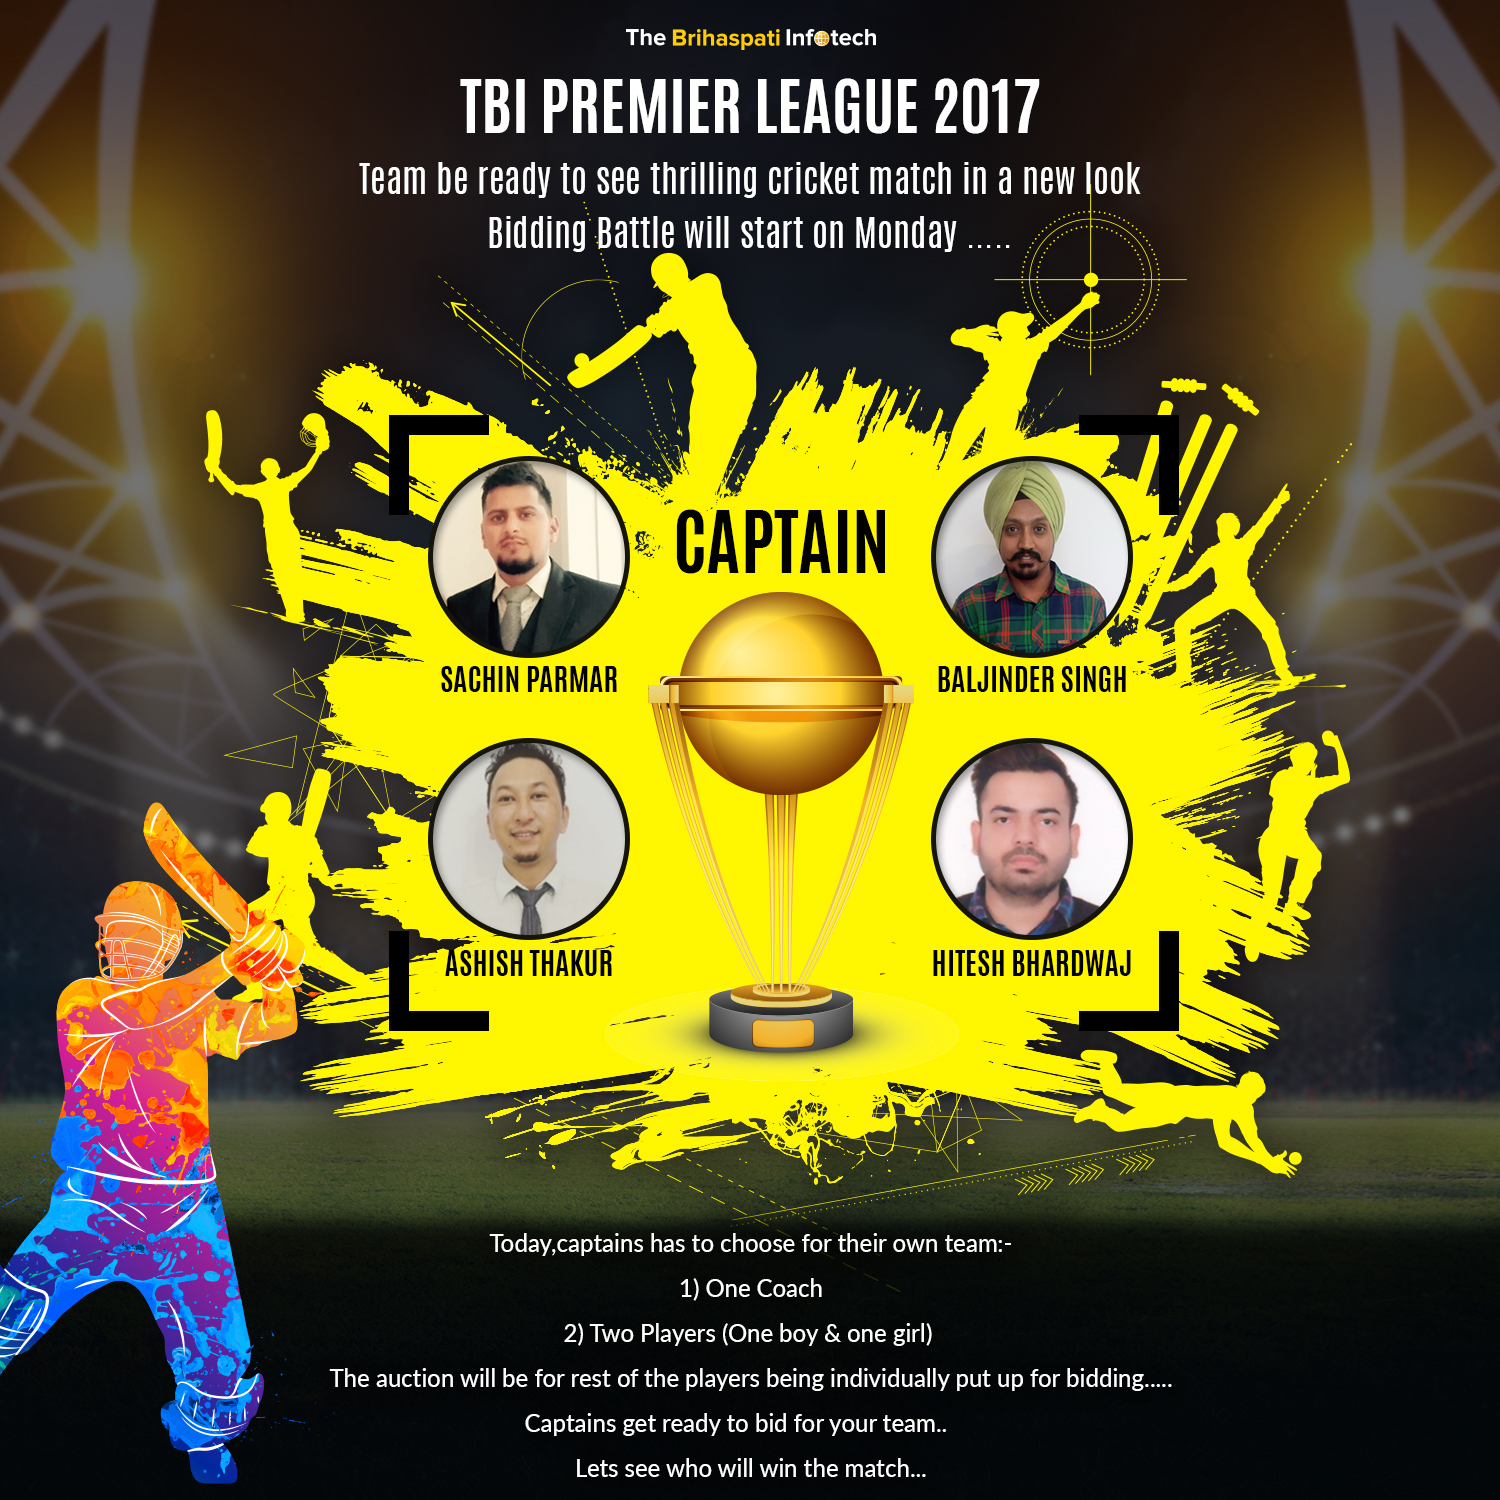 The Brihaspati Infotech
TBI PREMIER LEAGUE 2017
Team be ready to see thrilling cricket match in a new look
Bidding Battle will start on Monday .....
CAPTAIN
SACHIN PARMAR
BALJINDER SINGH
ASHISH THAKUR
HITESH BHARDWAJ
Today,captains has to choose for their own team:-
1) One Coach
2) Two Players (One boy & one girl)
The auction will be for rest of the players being individually put up for bidding.....
Captains get ready to bid for your team..
Lets see who will win the match...